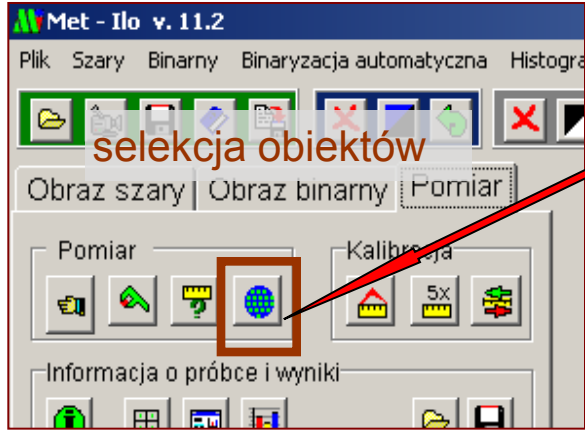 Met - Ilo v. 11.2
Plik Szary Binarny Binaryzacja automatyczna Histogra
selekcja obiektów
Obraz szary Obraz binarny Pomiar
Pomiar Kalibracja
5x
Informacja o próbce i wyniki